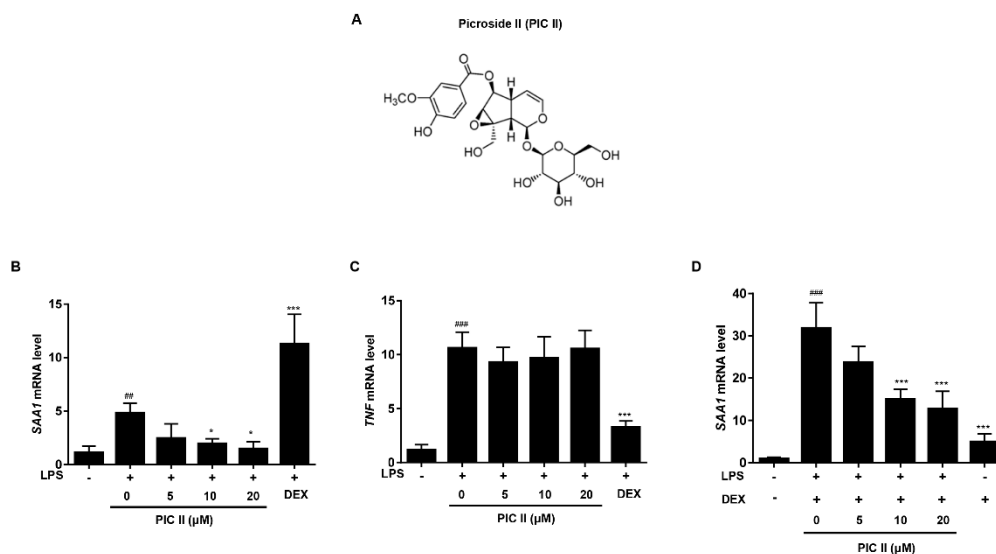 A
Picroside II (PIC II)
O
O
H
H₃CO
HO
O
O
HO
O
O
OH
HO
OH
OH
B
SAA1 mRNA level
15
10
5
0
##
*
*
***
LPS - + + + + +
0 5 10 20 DEX
PIC II (µM)
C
TNF mRNA level
15
10
5
0
###
***
LPS - + + + + +
0 5 10 20 DEX
PIC II (µM)
D
SAA1 mRNA level
40
30
20
10
0
###
***
***
***
LPS - + + + + -
DEX - + + + + +
0 5 10 20
PIC II (µM)